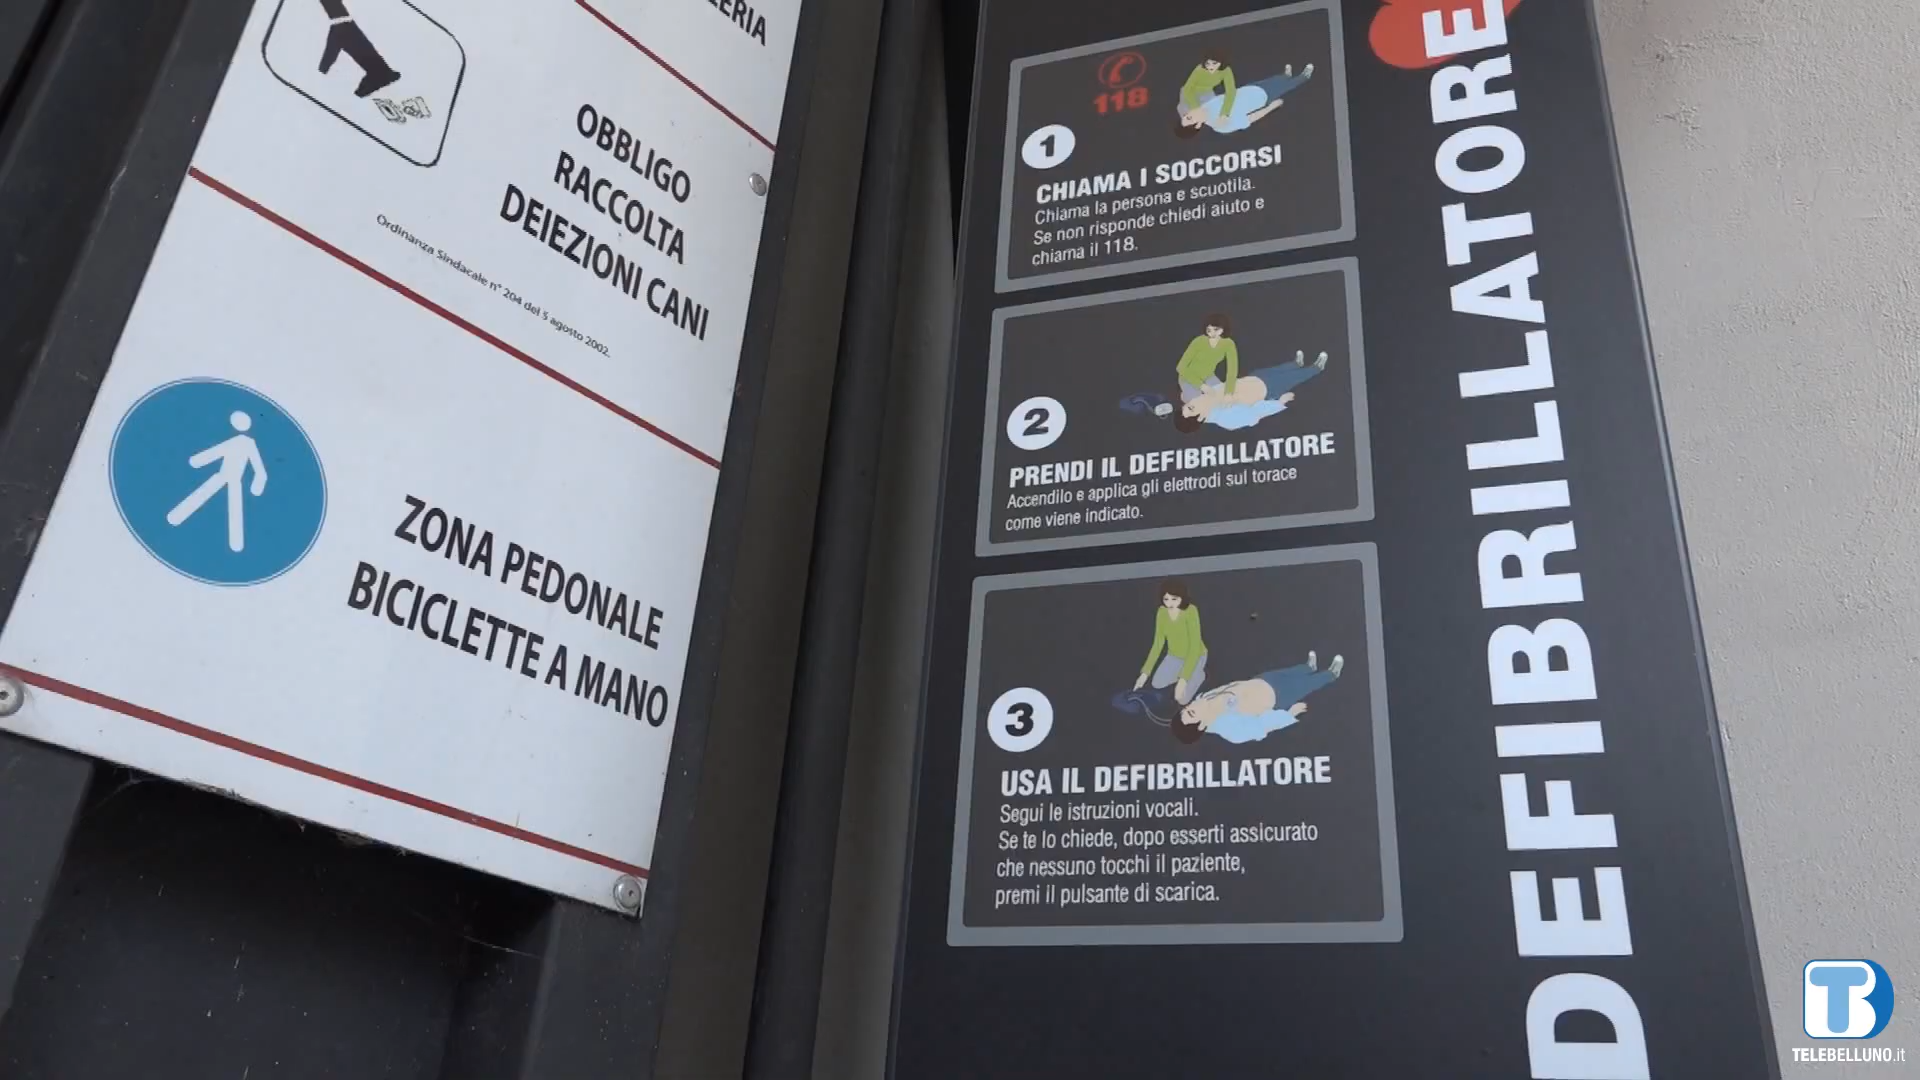 OBBLIGO
RACCOLTA
DEIEZIONI CANI
Ordinanza Sindacale n° 204 del 5 agosto 2002.
ZONA PEDONALE
BICICLETTE A MANO
118
1
CHIAMA I SOCCORSI
Chiama la persona e scuotila.
Se non risponde chiedi aiuto e
chiama il 118.
2
PRENDI IL DEFIBRILLATORE
Accendilo e applica gli elettrodi sul torace
come viene indicato.
3
USA IL DEFIBRILLATORE
Segui le istruzioni vocali.
Se te lo chiede, dopo esserti assicurato
che nessuno tocchi il paziente,
premi il pulsante di scarica.
DEFIBRILLATORE
TB
TELEBELLUNO.it